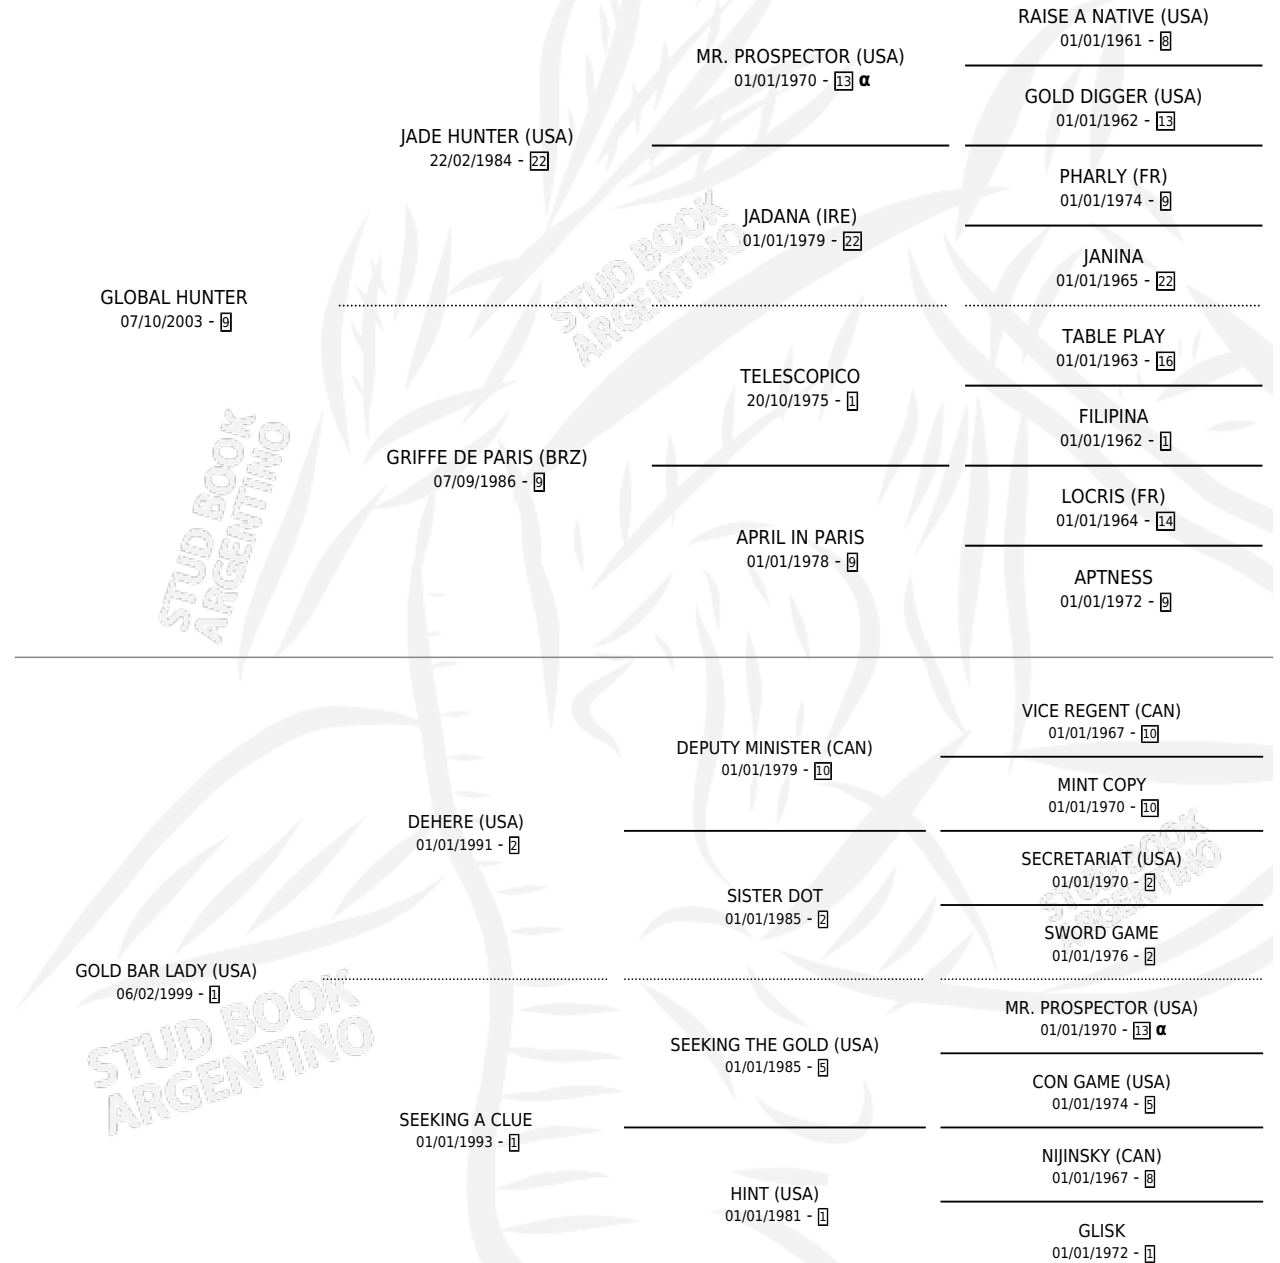 RAISE A NATIVE (USA)
01/01/1961 - 8
MR. PROSPECTOR (USA)
01/01/1970 - 13 α
GOLD DIGGER (USA)
01/01/1962 - 13
JADE HUNTER (USA)
22/02/1984 - 22
PHARLY (FR)
01/01/1974 - 9
JADANA (IRE)
01/01/1979 - 22
JANINA
01/01/1965 - 22
GLOBAL HUNTER
07/10/2003 - 9
TABLE PLAY
01/01/1963 - 16
TELESCOPICO
20/10/1975 - 1
FILIPINA
01/01/1962 - 1
GRIFFE DE PARIS (BRZ)
07/09/1986 - 9
LOCRIS (FR)
01/01/1964 - 14
APRIL IN PARIS
01/01/1978 - 9
APTNESS
01/01/1972 - 9
VICE REGENT (CAN)
01/01/1967 - 10
DEPUTY MINISTER (CAN)
01/01/1979 - 10
MINT COPY
01/01/1970 - 10
DEHERE (USA)
01/01/1991 - 2
SECRETARIAT (USA)
01/01/1970 - 2
SISTER DOT
01/01/1985 - 2
SWORD GAME
01/01/1976 - 2
GOLD BAR LADY (USA)
06/02/1999 - 1
MR. PROSPECTOR (USA)
01/01/1970 - 13 α
SEEKING THE GOLD (USA)
01/01/1985 - 5
CON GAME (USA)
01/01/1974 - 5
SEEKING A CLUE
01/01/1993 - 1
NIJINSKY (CAN)
01/01/1967 - 8
HINT (USA)
01/01/1981 - 1
GLISK
01/01/1972 - 1
STUD BOOK
ARGENTINO
STUD BOOK
ARGENTINO
STUD BOOK
ARGENTINO
STUD BOOK
ARGENTINO